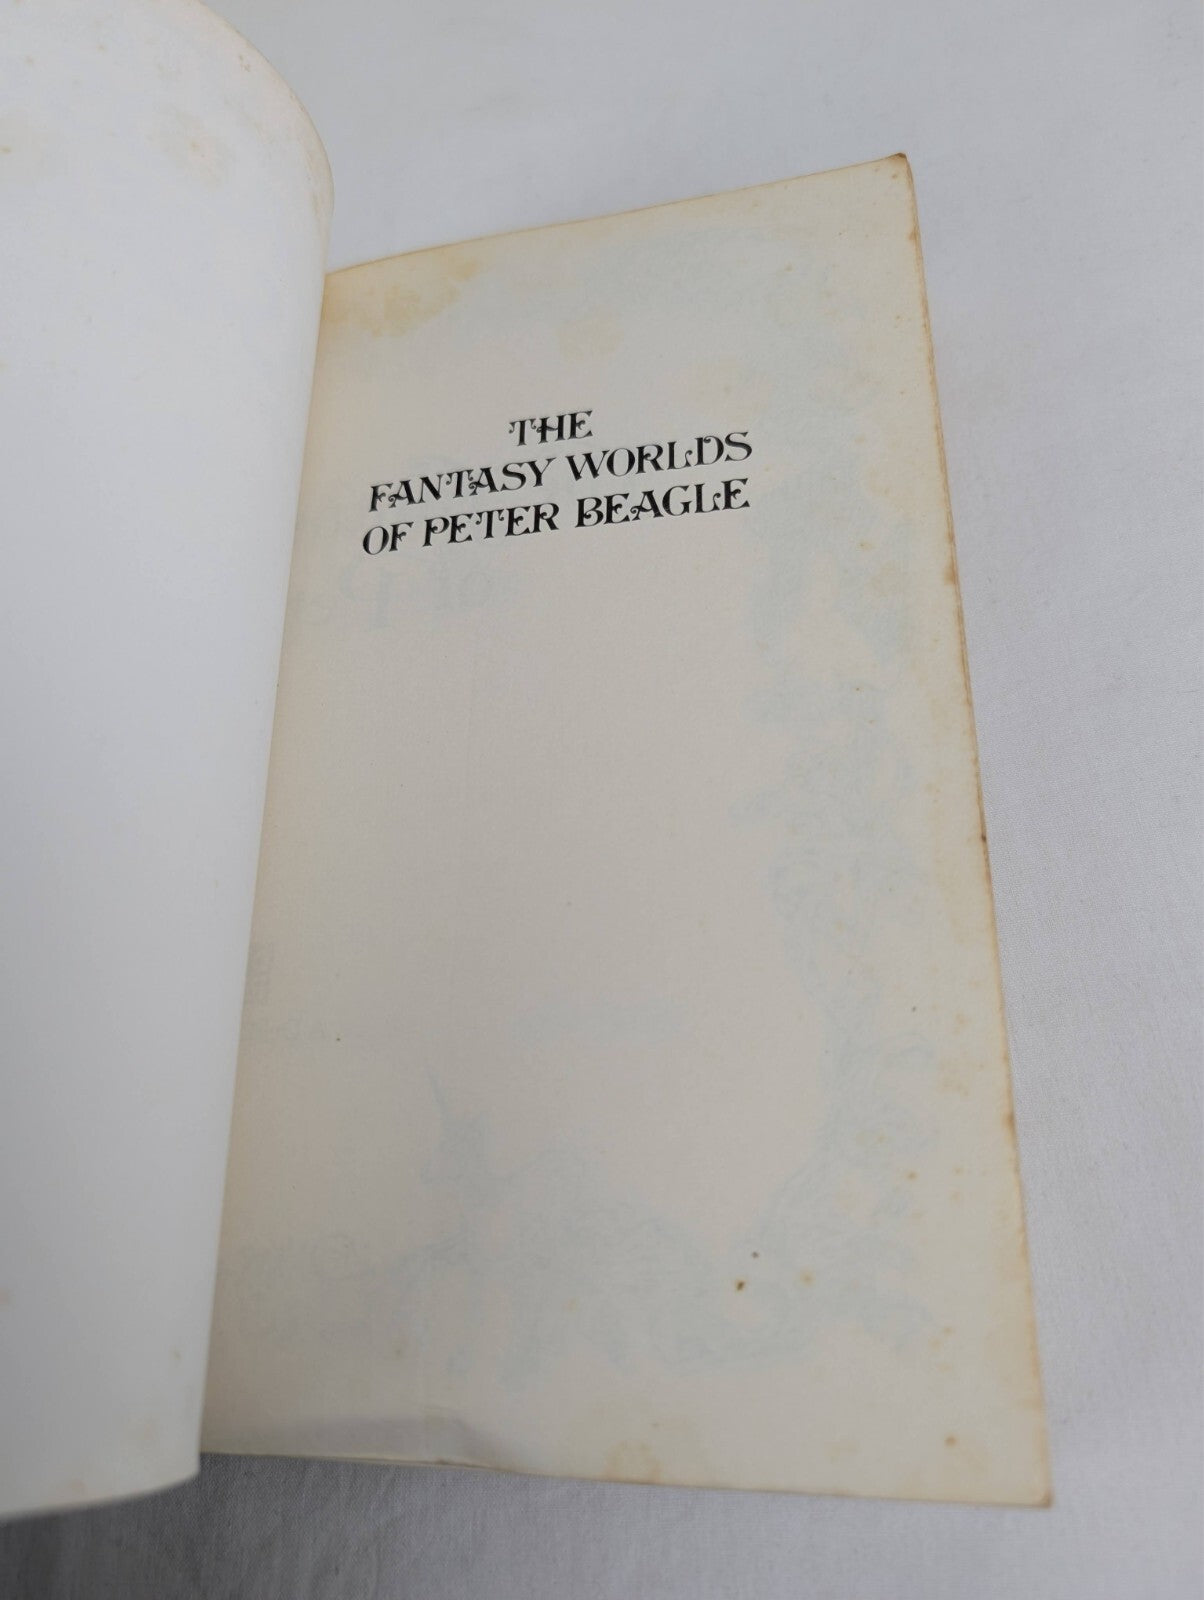 THE
FANTASY WORLDS
OF PETER BEAGLE